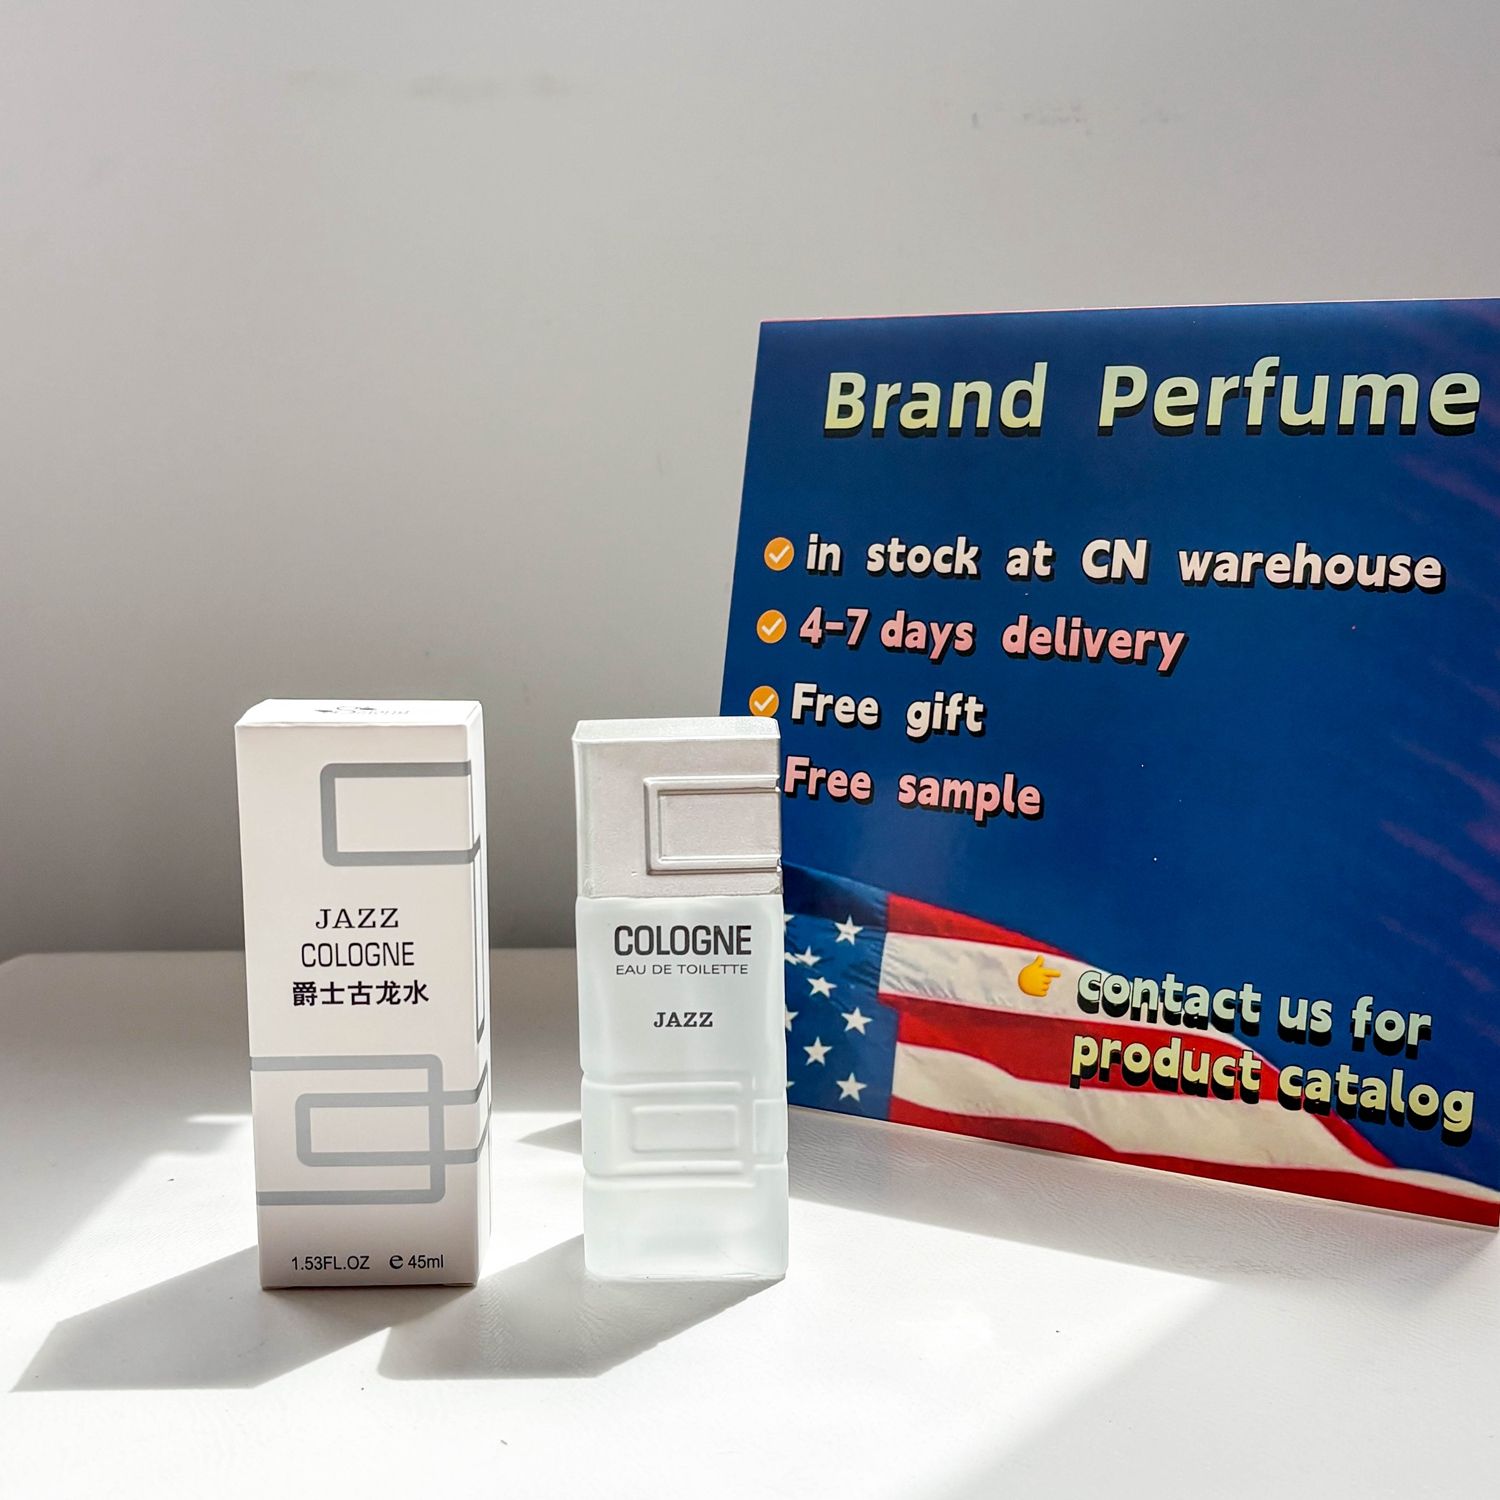 JAZZ
COLOGNE
爵士古龙水
1.53FL.OZ e 45ml
COLOGNE
EAU DE TOILETTE
JAZZ
Brand Perfume
in stock at CN warehouse
4-7 days delivery
Free gift
Free sample
contact us for
product catalog